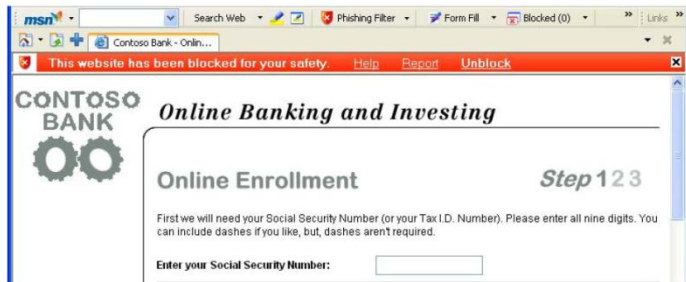 msn Search Web Phishing Filter Form Fill Blocked (0) » Links »
Contoso Bank - Onlin...
This website has been blocked for your safety. Help Report Unblock
CONTOSO
BANK
Online Banking and Investing
Online Enrollment Step 1 2 3
First we will need your Social Security Number (or your Tax I.D. Number). Please enter all nine digits. You
can include dashes if you like, but, dashes aren't required.
Enter your Social Security Number: